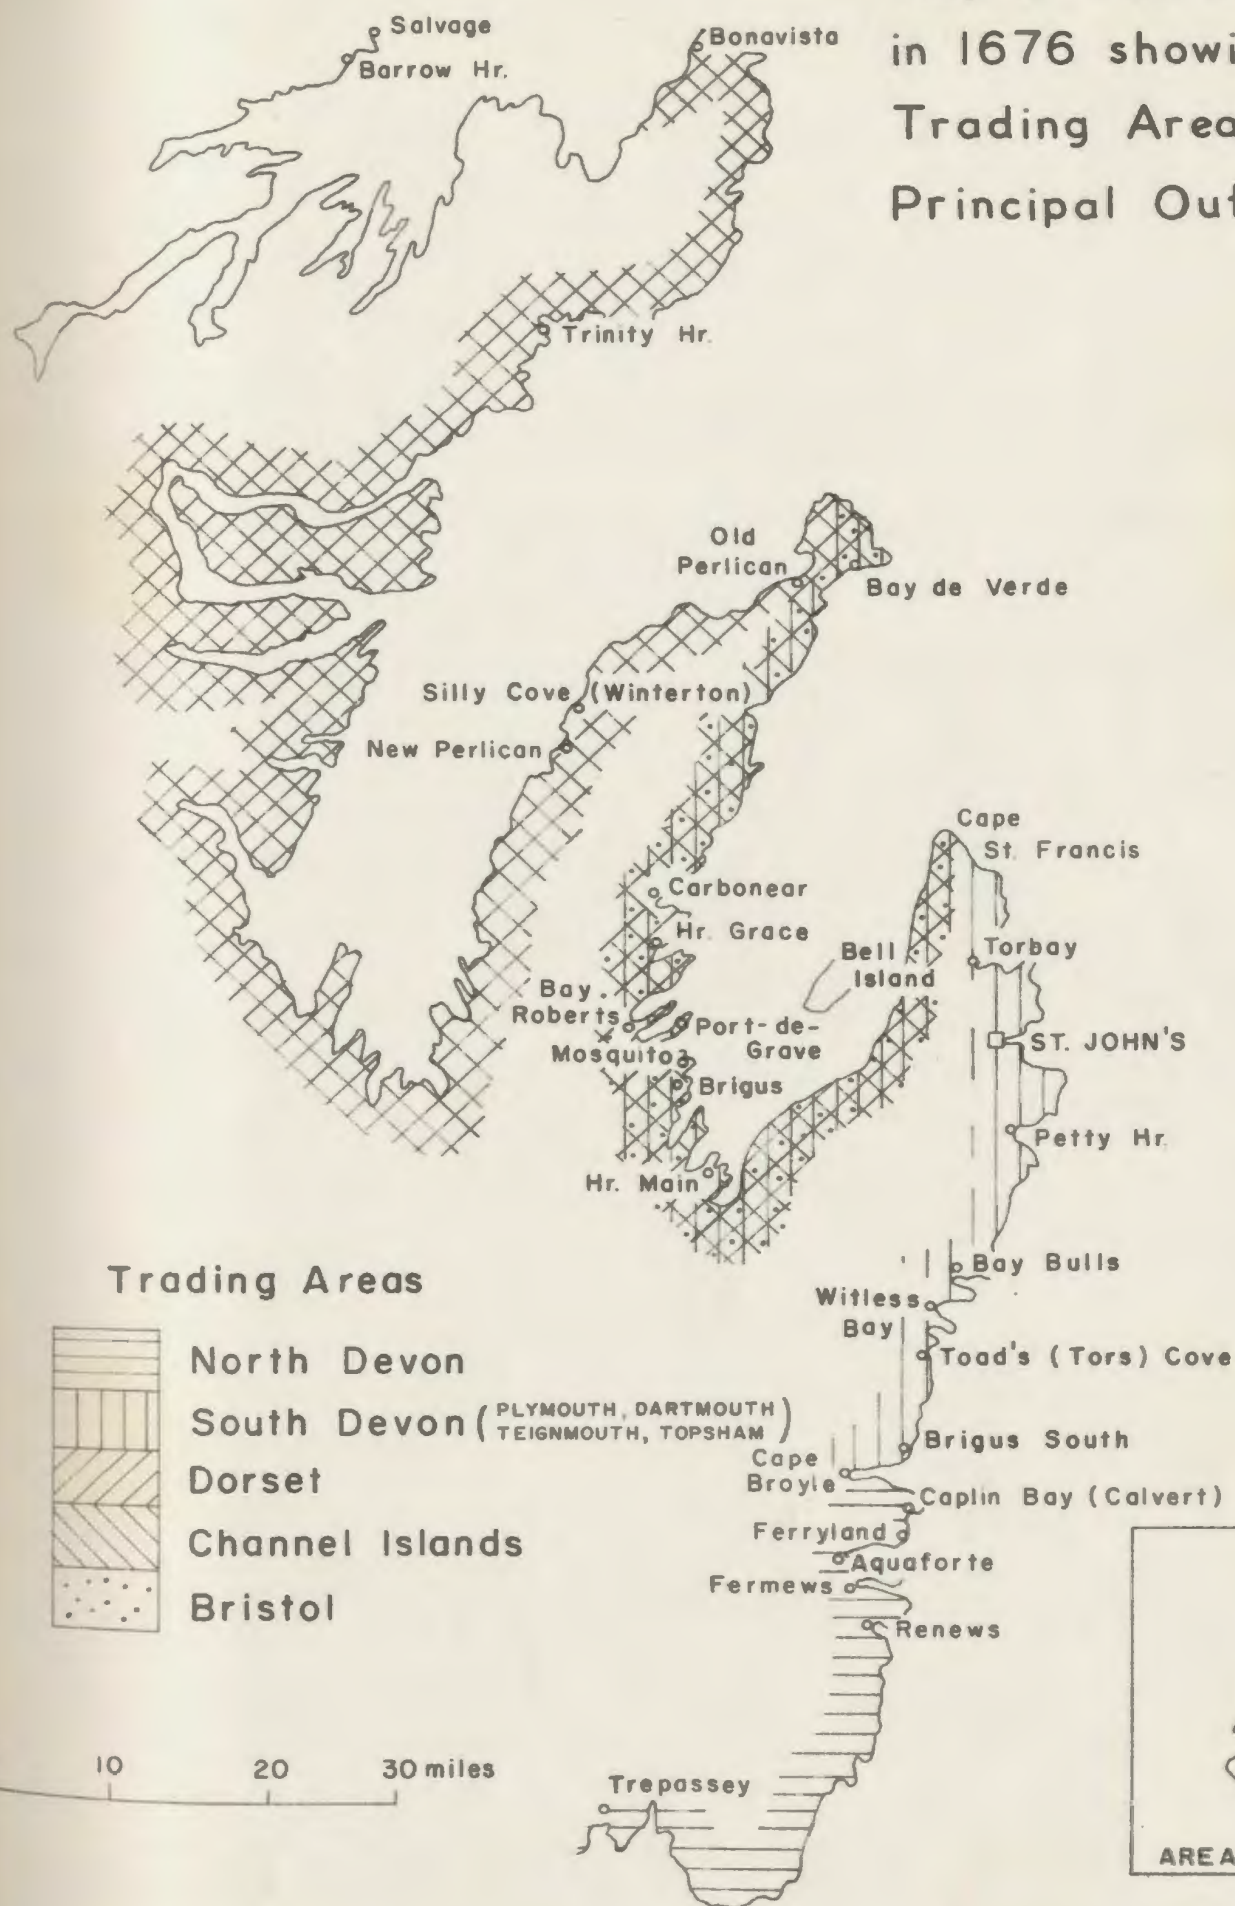 in 1676 showi
Trading Area
Principal Out
Salvage
Barrow Hr.
Bonavista
Trinity Hr.
Old
Perlican
Bay de Verde
Silly Cove (Winterton)
New Perlican
Cape
St. Francis
Carbonear
Hr. Grace
Bell
Island
Torbay
Bay
Roberts
Port-de-
Grave
ST. JOHN'S
Mosquito
Brigus
Petty Hr.
Hr. Main
Bay Bulls
Witless
Bay
Toad's (Tors) Cove
Brigus South
Cape
Broyle
Caplin Bay (Calvert)
Ferryland
Aquaforte
Fermews
Renews
Trepassey
Trading Areas
North Devon
South Devon (PLYMOUTH, DARTMOUTH
TEIGNMOUTH, TOPSHAM)
Dorset
Channel Islands
Bristol
10 20 30 miles
AREA